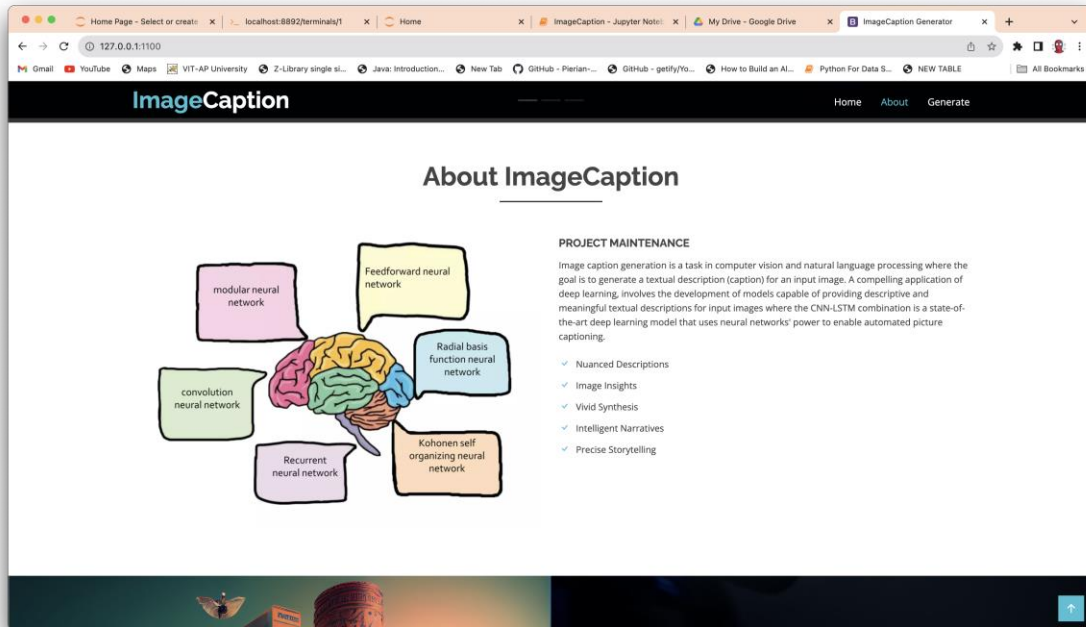 Home Page - Select or create
localhost:8892/terminals/1
Home
ImageCaption - Jupyter Noteb
My Drive - Google Drive
ImageCaption Generator
127.0.0.1:1100
Gmail
YouTube
Maps
VIT-AP University
Z-Library single si...
Java: Introduction...
New Tab
GitHub - Pierian-...
GitHub - getify/Yo...
How to Build an AI...
Python For Data S...
NEW TABLE
All Bookmarks
ImageCaption
Home
About
Generate
About ImageCaption
modular neural
network
Feedforward neural
network
Radial basis
function neural
network
convolution
neural network
Recurrent
neural network
Kohonen self
organizing neural
network
PROJECT MAINTENANCE
Image caption generation is a task in computer vision and natural language processing where the
goal is to generate a textual description (caption) for an input image. A compelling application of
deep learning, involves the development of models capable of providing descriptive and
meaningful textual descriptions for input images where the CNN-LSTM combination is a state-of-
the-art deep learning model that uses neural networks' power to enable automated picture
captioning.
Nuanced Descriptions
Image Insights
Vivid Synthesis
Intelligent Narratives
Precise Storytelling